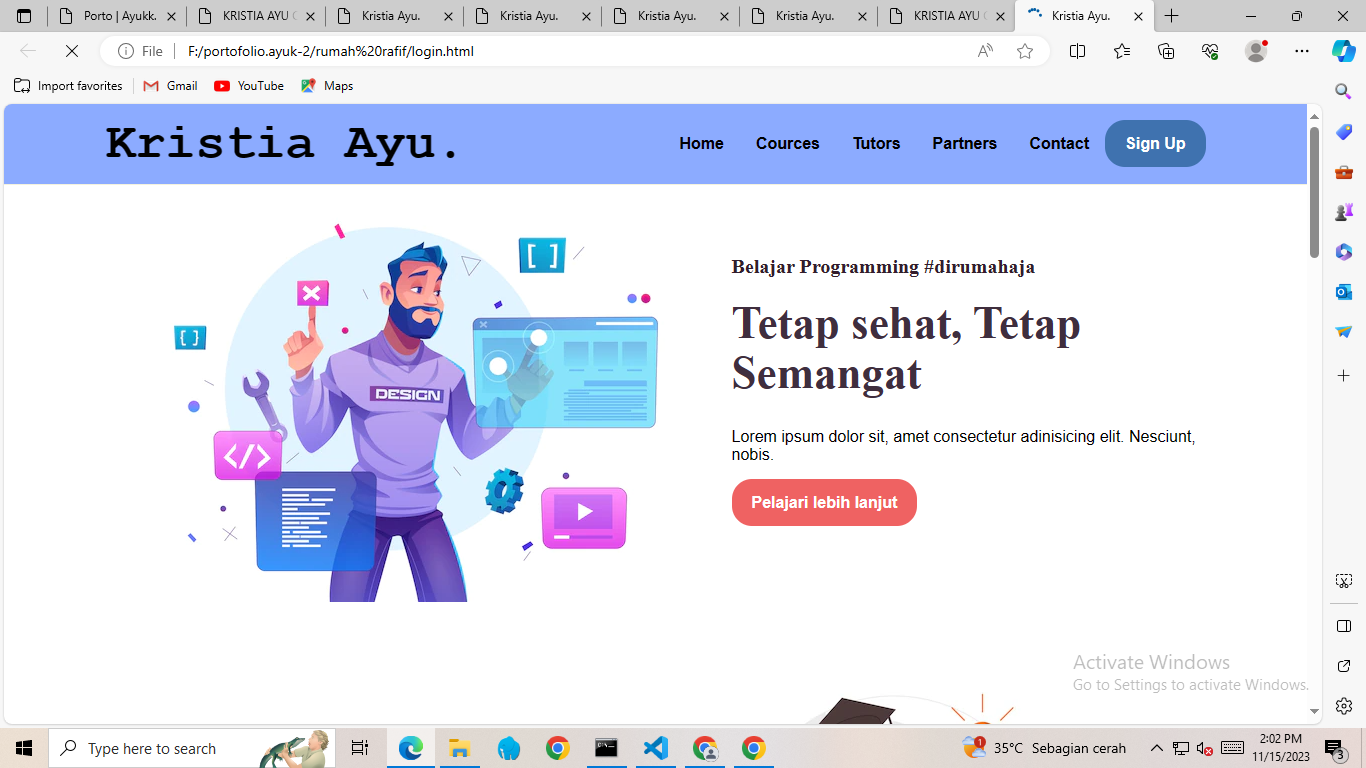 Porto | Ayukk.
KRISTIA AYU
Kristia Ayu.
Kristia Ayu.
Kristia Ayu.
Kristia Ayu.
KRISTIA AYU
Kristia Ayu.
File
F:/portofolio.ayuk-2/rumah%20rafif/login.html
Import favorites
Gmail
YouTube
Maps
Kristia Ayu.
Home
Cources
Tutors
Partners
Contact
Sign Up
[ ]
[ ]
DESIGN
</>
Belajar Programming #dirumahaja
Tetap sehat, Tetap
Semangat
Lorem ipsum dolor sit, amet consectetur adinisicing elit. Nesciunt,
nobis.
Pelajari lebih lanjut
Activate Windows
Go to Settings to activate Windows.
Type here to search
1
35°C Sebagian cerah
2:02 PM
11/15/2023
3